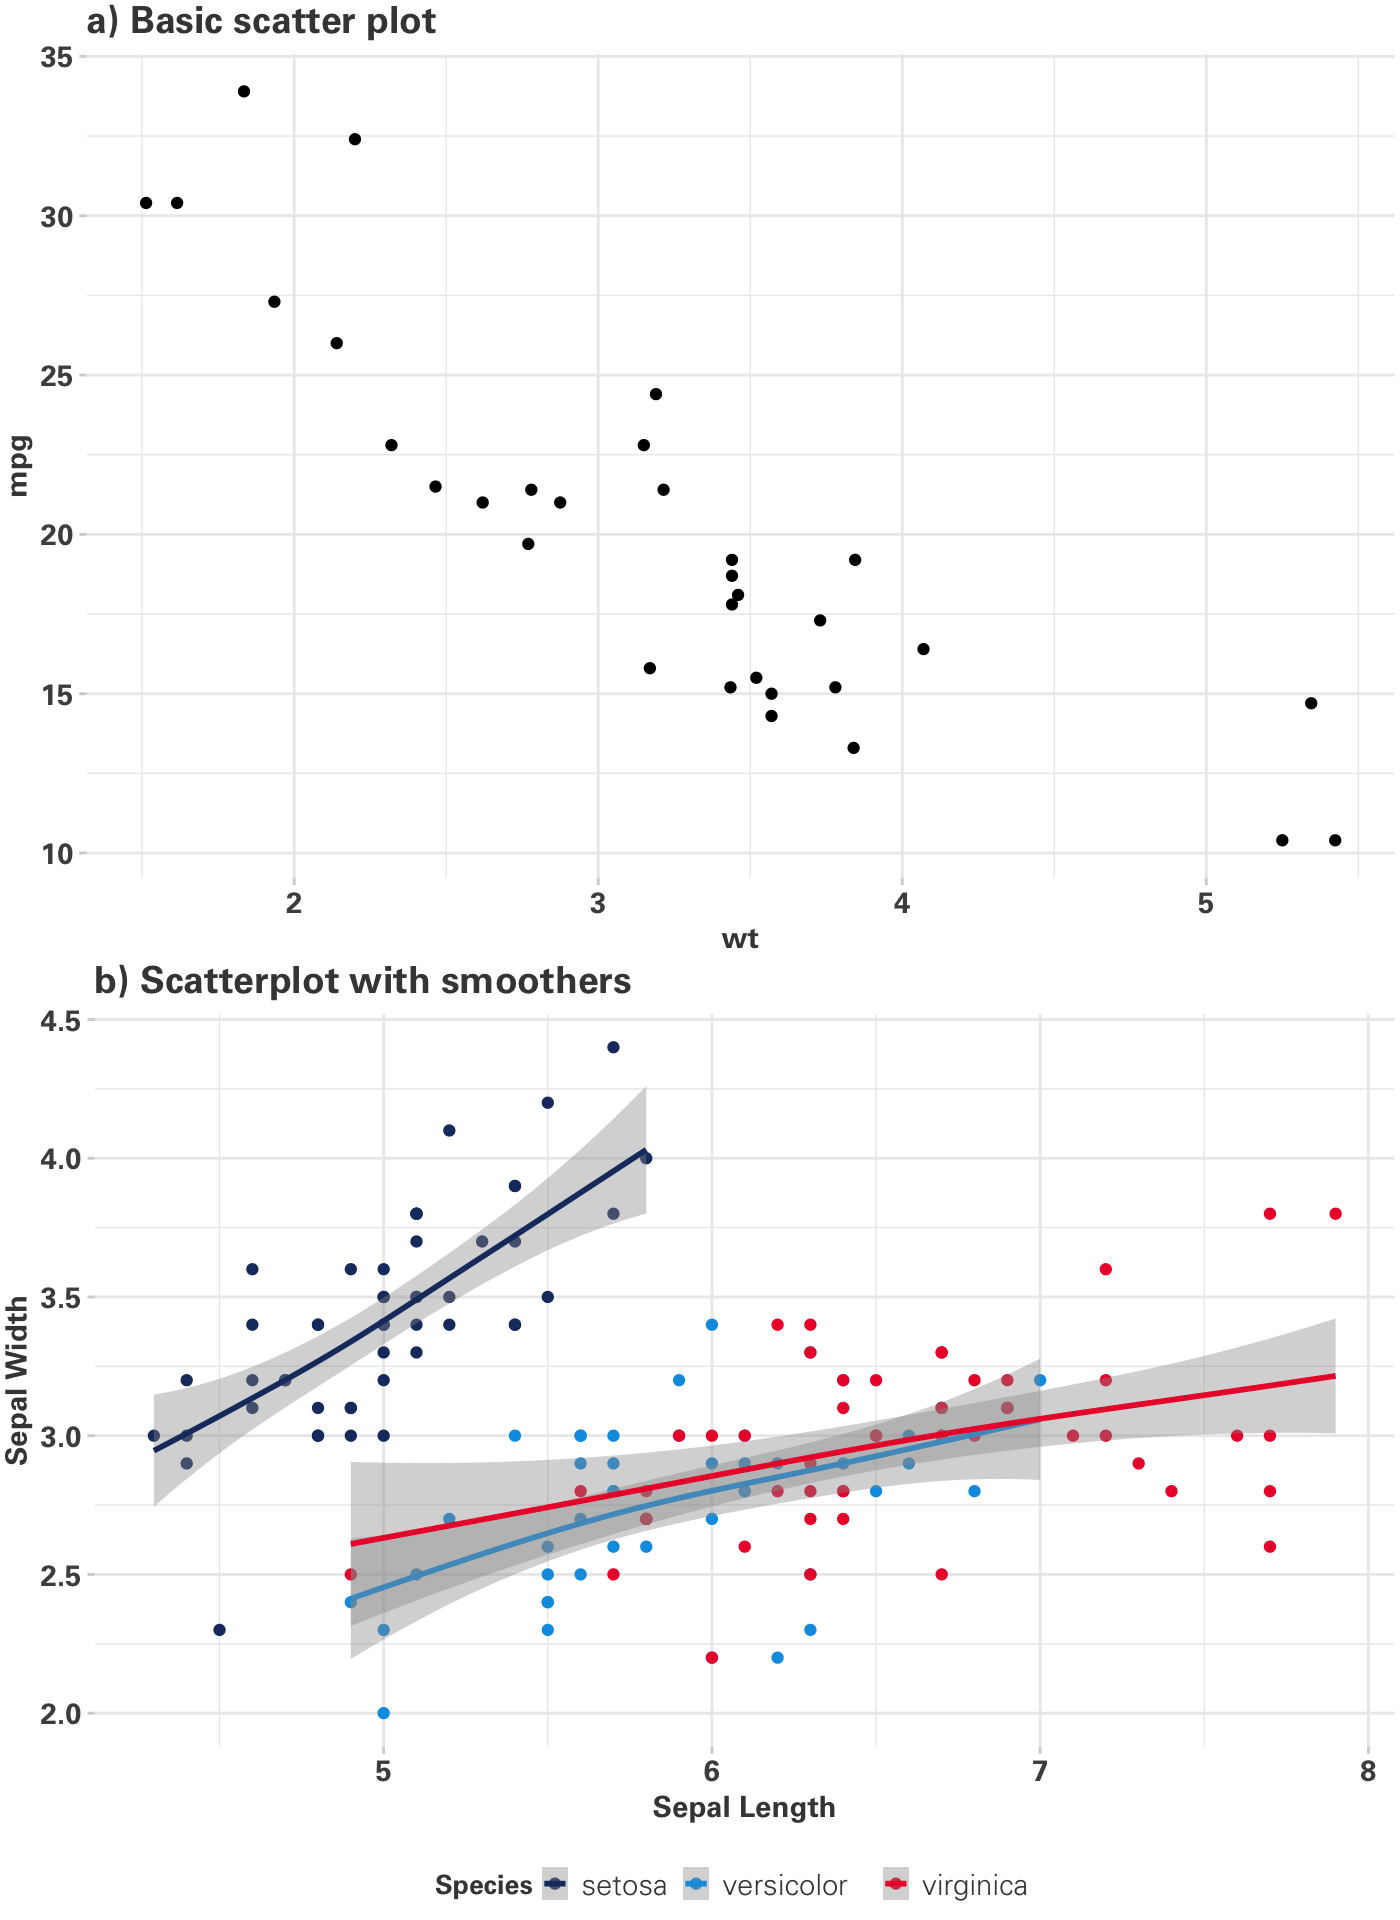 a) Basic scatter plot
35
30
25
20
15
10
mpg
2 3 4 5
wt
b) Scatterplot with smoothers
4.5
4.0
3.5
3.0
2.5
2.0
Sepal Width
5 6 7 8
Sepal Length
Species setosa versicolor virginica